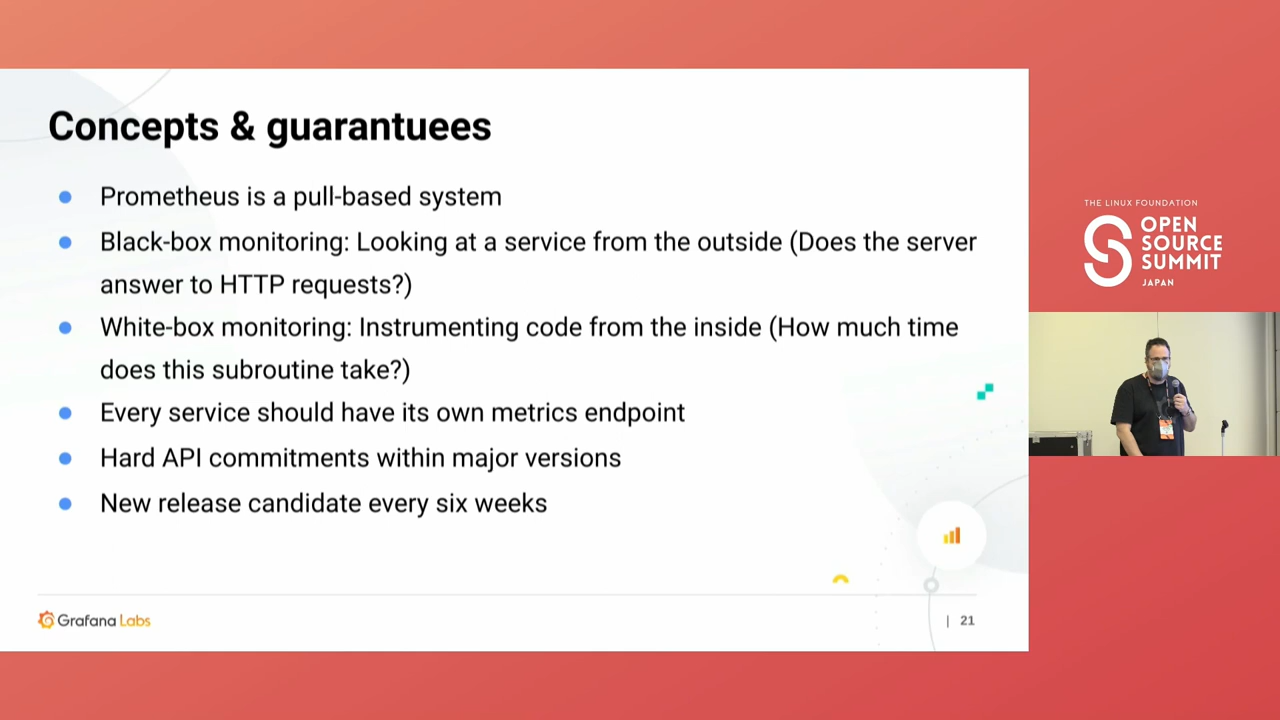 Concepts & guarantuees
Prometheus is a pull-based system
Black-box monitoring: Looking at a service from the outside (Does the server
answer to HTTP requests?)
White-box monitoring: Instrumenting code from the inside (How much time
does this subroutine take?)
Every service should have its own metrics endpoint
Hard API commitments within major versions
New release candidate every six weeks
Grafana Labs
| 21
THE LINUX FOUNDATION
OPEN
SOURCE
SUMMIT
JAPAN